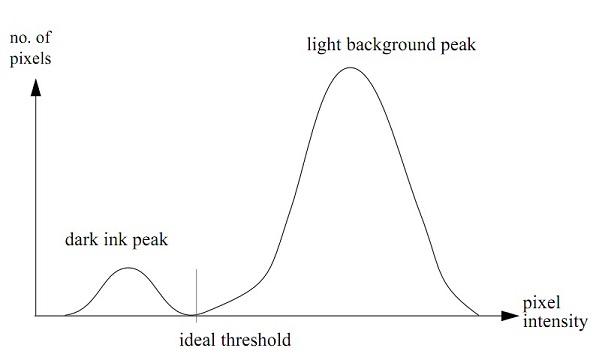 no. of
pixels
light background peak
dark ink peak
pixel
intensity
ideal threshold